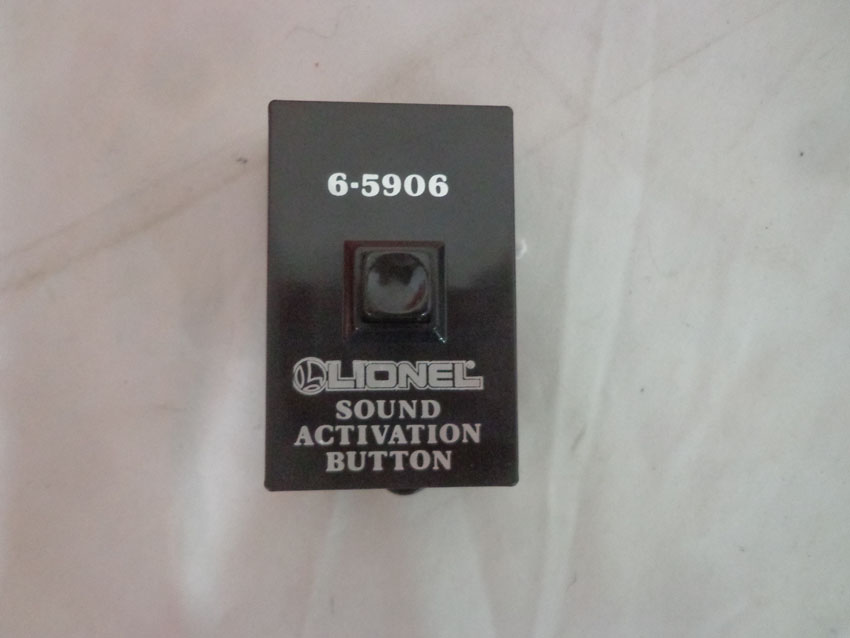 6-5906
LIONEL®
SOUND
ACTIVATION
BUTTON